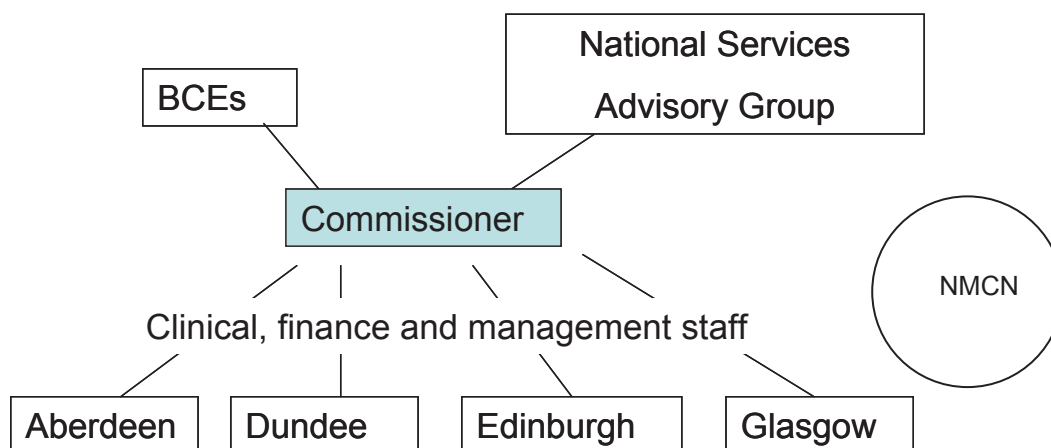 National Services
Advisory Group
BCEs
Commissioner
NMCN
Clinical, finance and management staff
Aberdeen
Dundee
Edinburgh
Glasgow